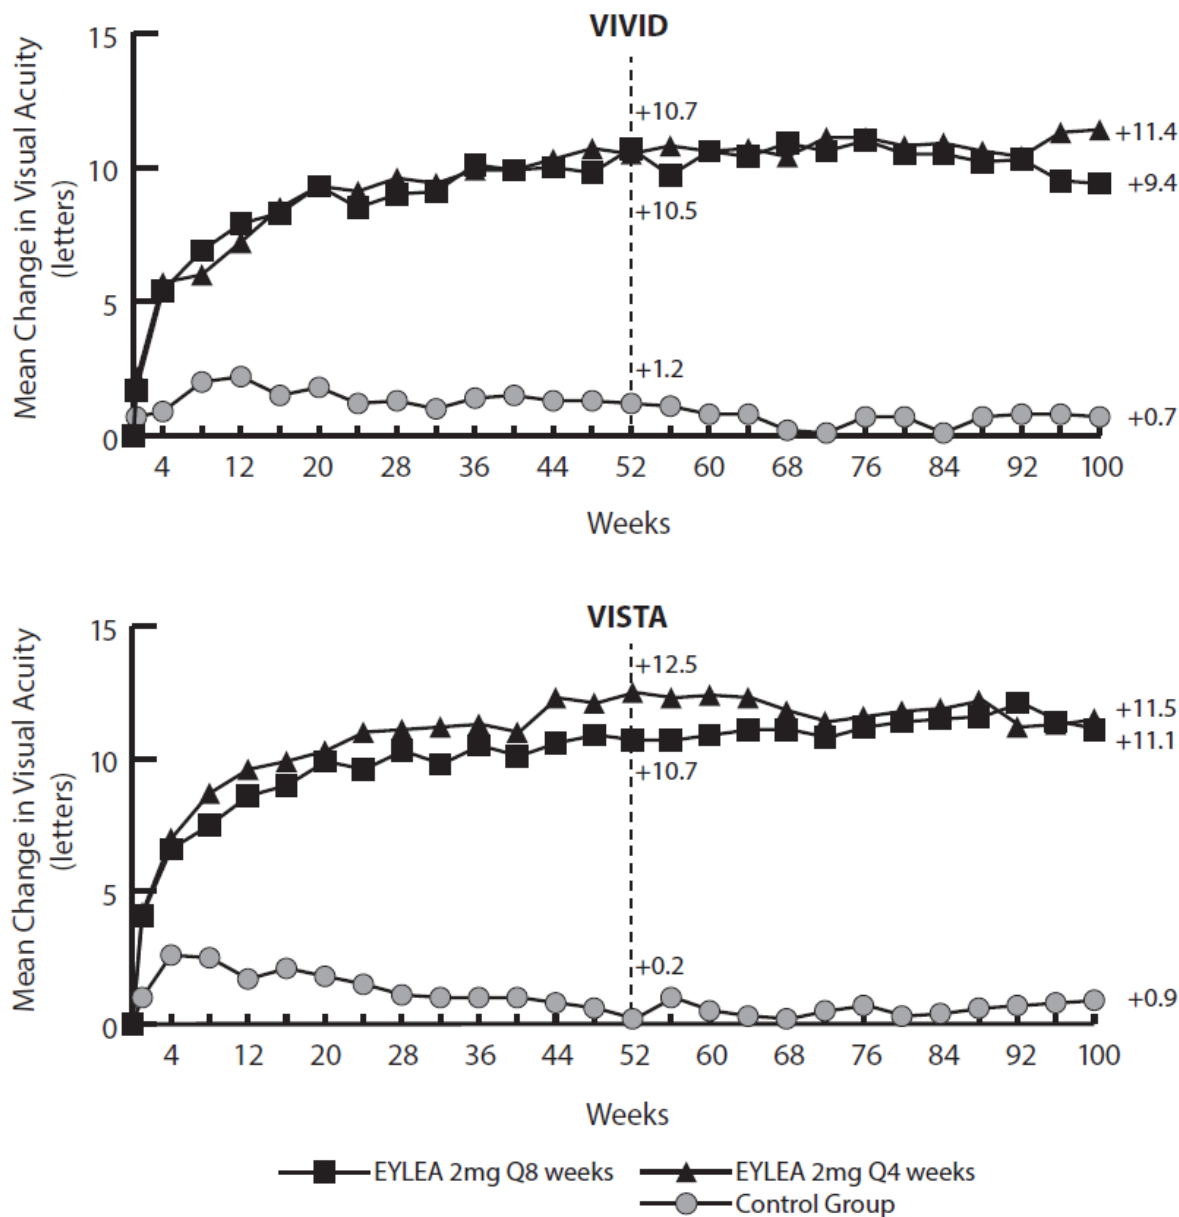 VIVID
Mean Change in Visual Acuity
(letters)
15
10
5
0
+10.7
+10.5
+1.2
+11.4
+9.4
+0.7
4 12 20 28 36 44 52 60 68 76 84 92 100
Weeks
VISTA
Mean Change in Visual Acuity
(letters)
15
10
5
0
+12.5
+10.7
+0.2
+11.5
+11.1
+0.9
4 12 20 28 36 44 52 60 68 76 84 92 100
Weeks
EYLEA 2mg Q8 weeks EYLEA 2mg Q4 weeks
Control Group